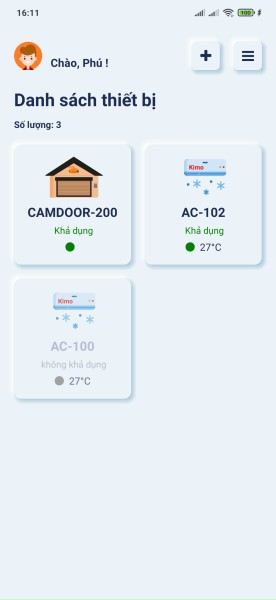 16:11
100
Chào, Phú !
Danh sách thiết bị
Số lượng: 3
CAMDOOR-200
Khả dụng
Kimo
AC-102
Khả dụng
27°C
Kimo
AC-100
không khả dụng
27°C